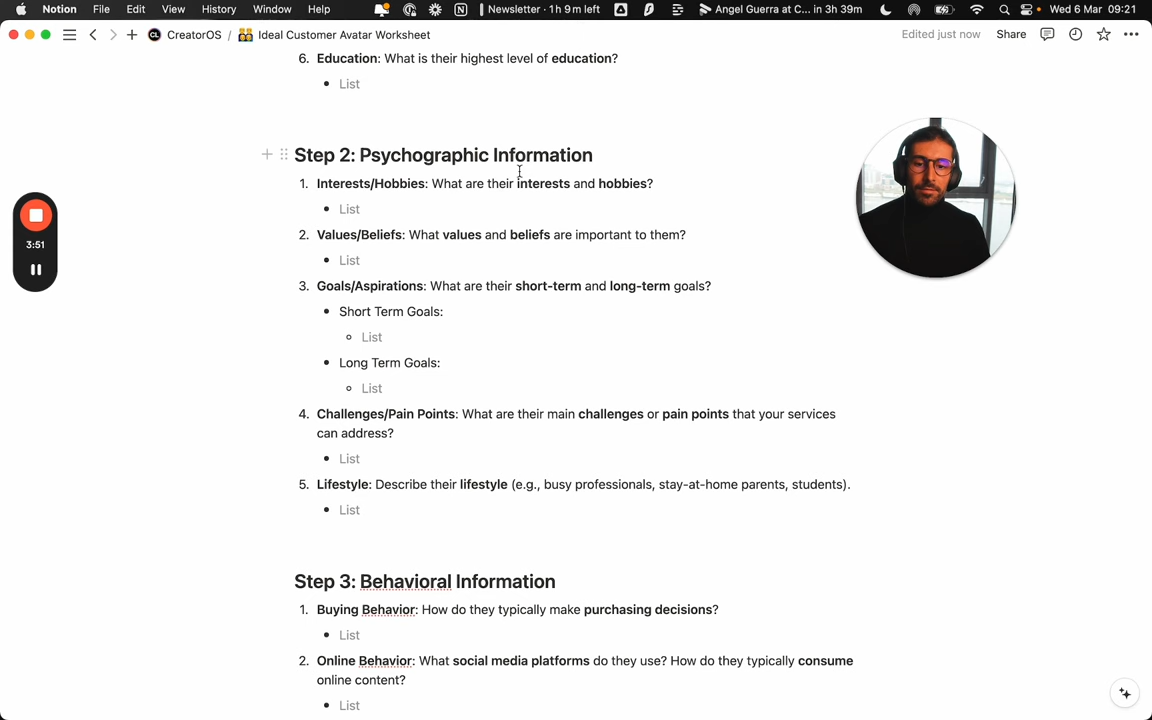 Notion File Edit View History Window Help Newsletter · 1 h 9 m left Angel Guerra at C... in 3h 39m Wed 6 Mar 09:21
CreatorOS / Ideal Customer Avatar Worksheet Edited just now Share
6. Education: What is their highest level of education?
• List
Step 2: Psychographic Information
1. Interests/Hobbies: What are their interests and hobbies?
• List
2. Values/Beliefs: What values and beliefs are important to them?
• List
3. Goals/Aspirations: What are their short-term and long-term goals?
• Short Term Goals:
◦ List
• Long Term Goals:
◦ List
4. Challenges/Pain Points: What are their main challenges or pain points that your services
can address?
• List
5. Lifestyle: Describe their lifestyle (e.g., busy professionals, stay-at-home parents, students).
• List
3:51
Step 3: Behavioral Information
1. Buying Behavior: How do they typically make purchasing decisions?
• List
2. Online Behavior: What social media platforms do they use? How do they typically consume
online content?
• List